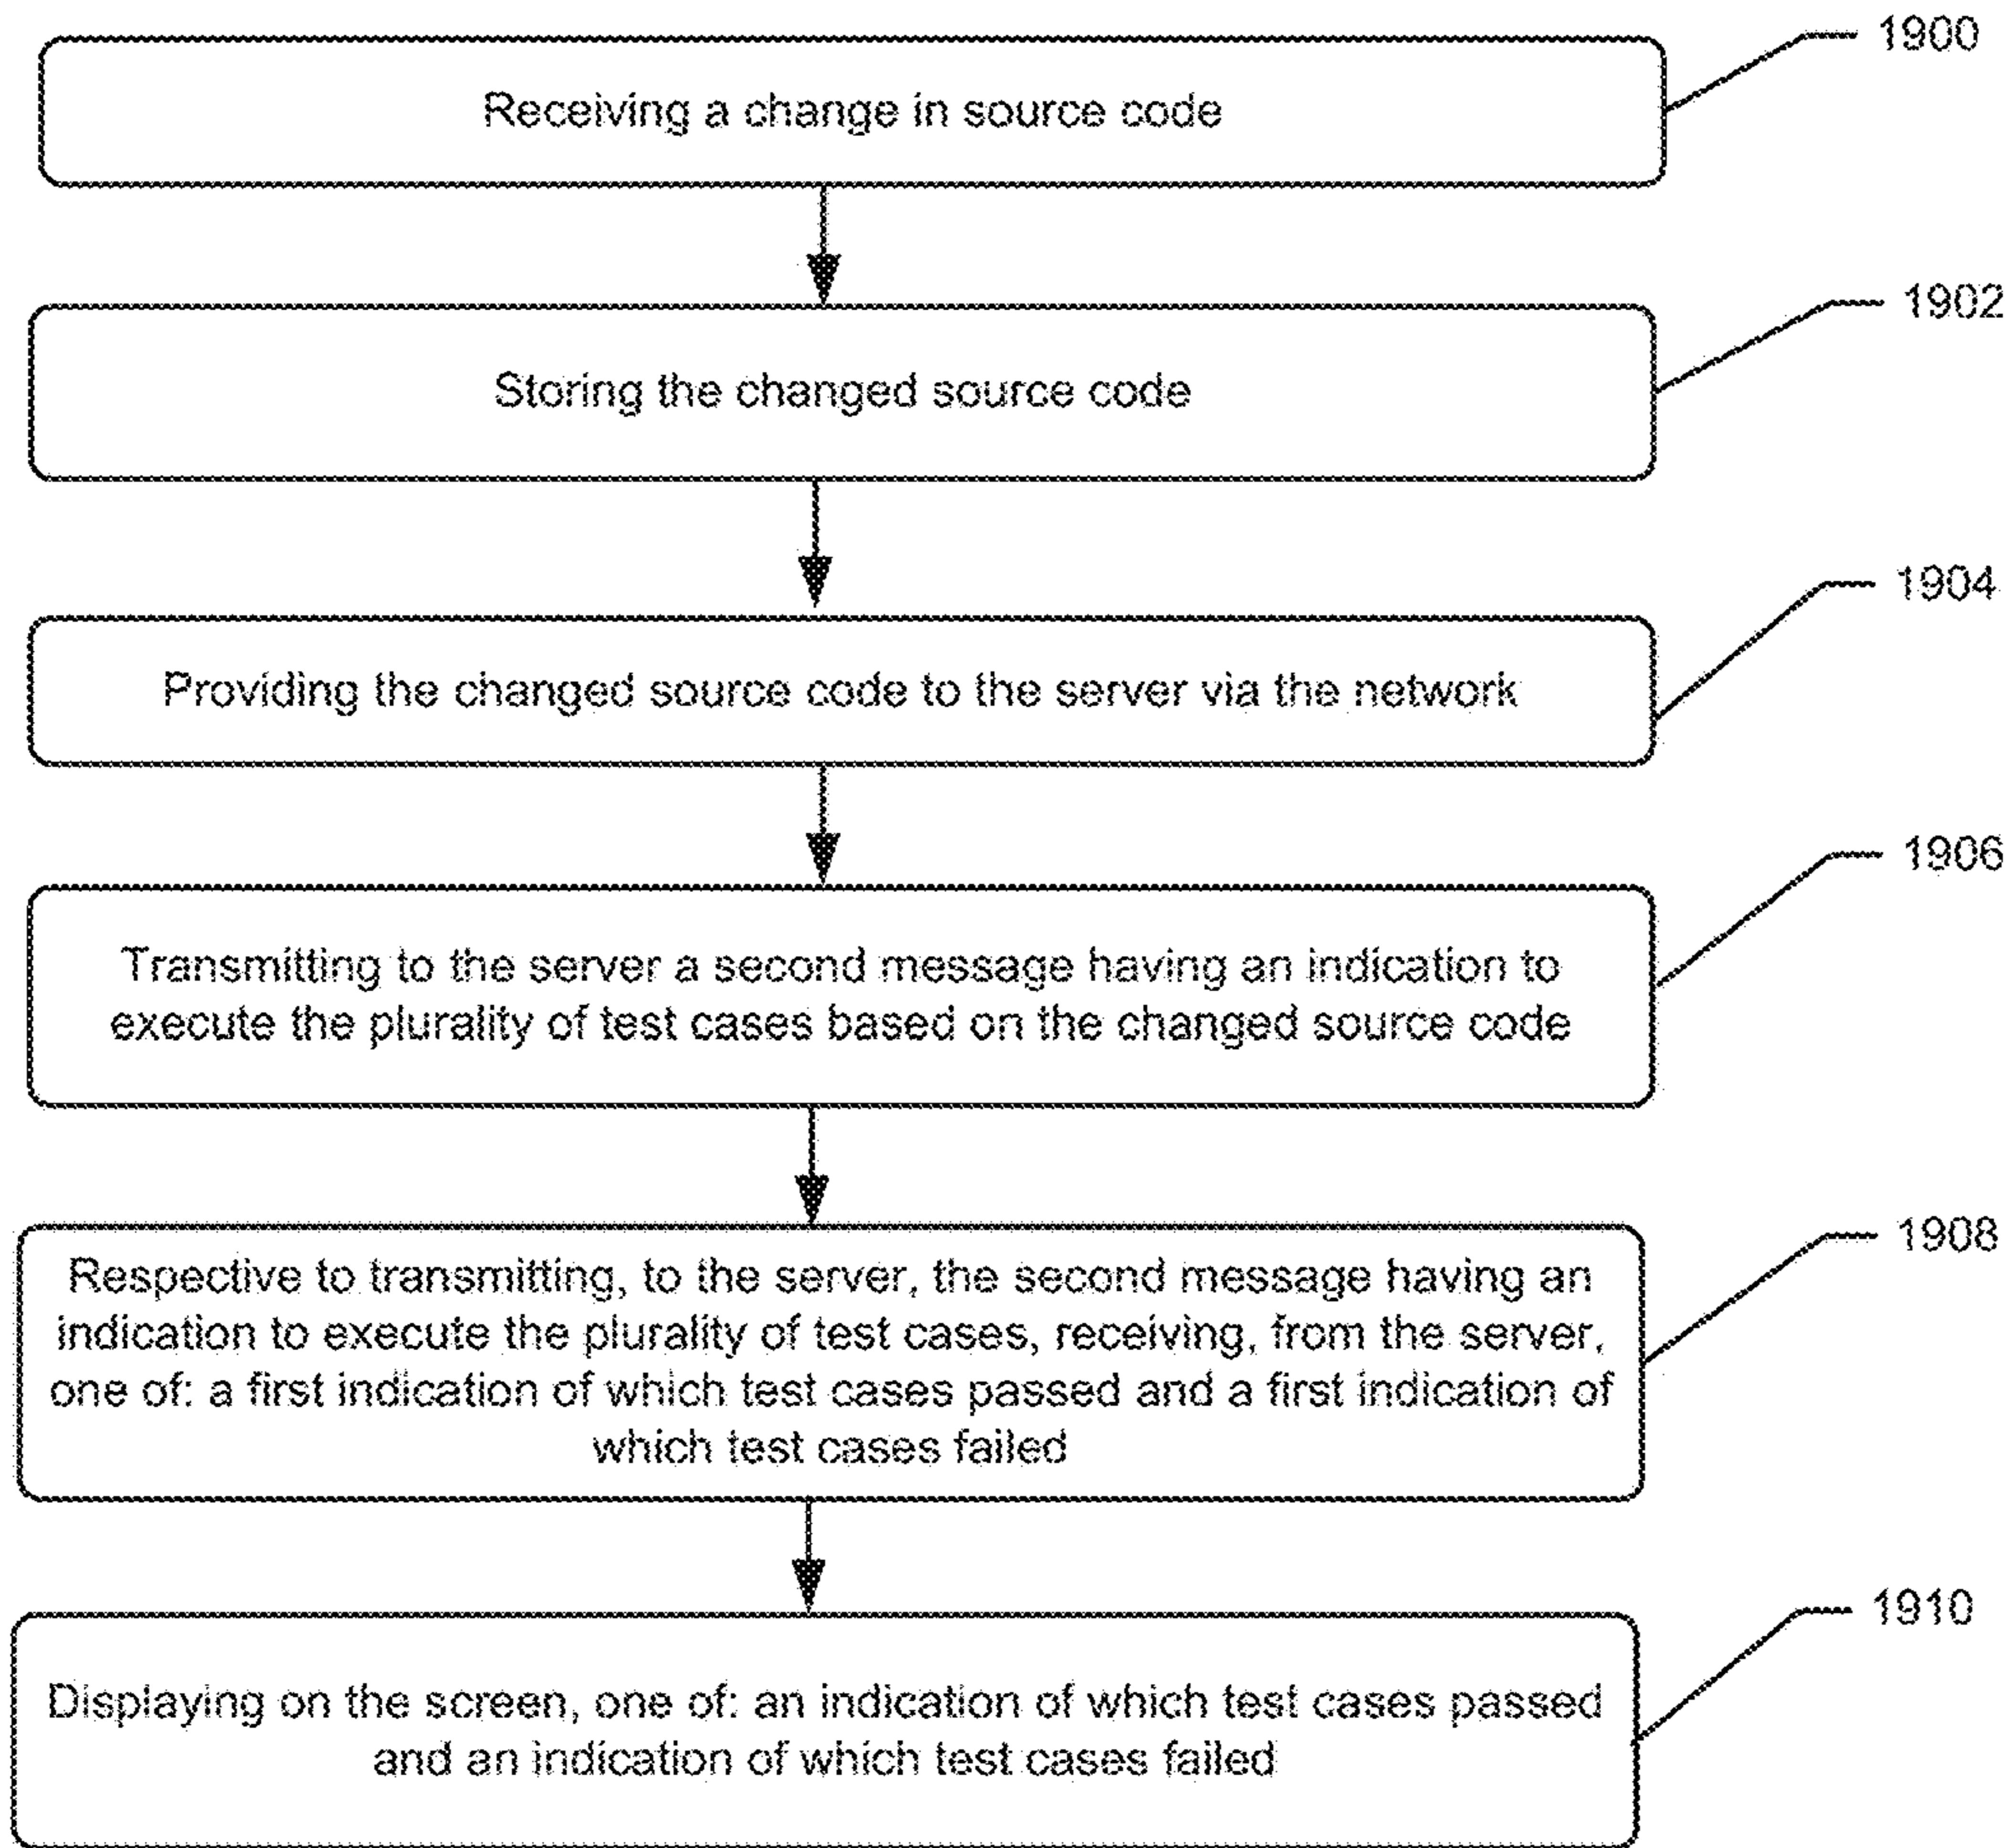 1900
Receiving a change in source code
1902
Storing the changed source code
1904
Providing the changed source code to the server via the network
1906
Transmitting to the server a second message having an indication to
execute the plurality of test cases based on the changed source code
1908
Respective to transmitting, to the server, the second message having an
indication to execute the plurality of test cases, receiving, from the server,
one of: a first indication of which test cases passed and a first indication of
which test cases failed
1910
Displaying on the screen, one of: an indication of which test cases passed
and an indication of which test cases failed